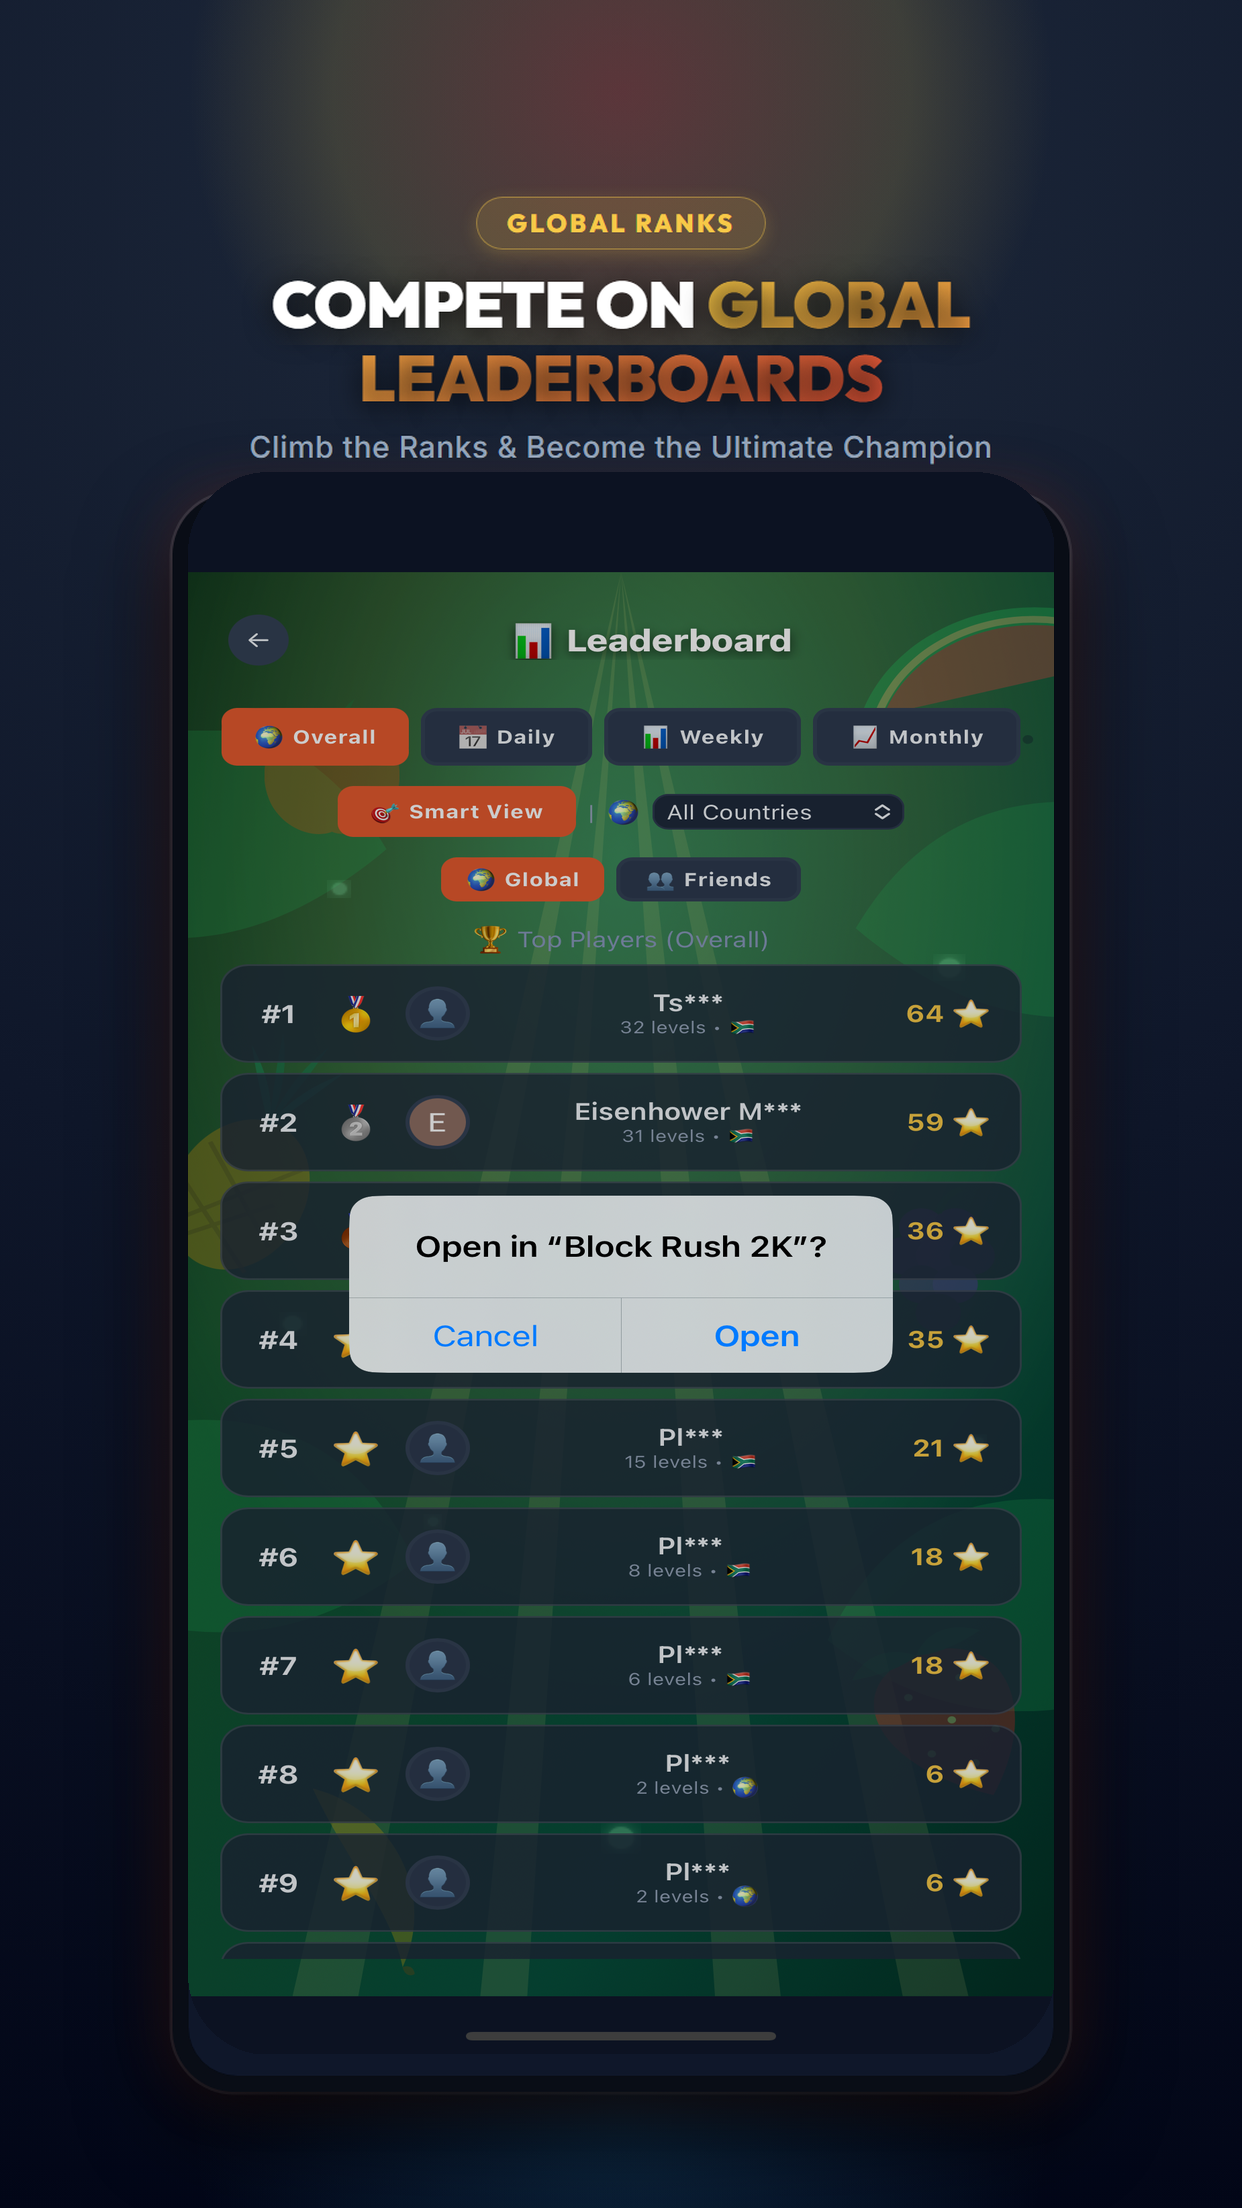 GLOBAL RANKS
COMPETE ON GLOBAL
LEADERBOARDS
Climb the Ranks & Become the Ultimate Champion
Leaderboard
Overall
17 Daily
Weekly
Monthly
Smart View | All Countries
Global
Friends
Top Players (Overall)
#1 1 Ts*** 64
32 levels •
#2 2 E Eisenhower M*** 59
31 levels •
#3 36
Open in “Block Rush 2K”?
#4 35
Cancel Open
#5 Pl*** 21
15 levels •
#6 Pl*** 18
8 levels •
#7 Pl*** 18
6 levels •
#8 Pl*** 6
2 levels •
#9 Pl*** 6
2 levels •